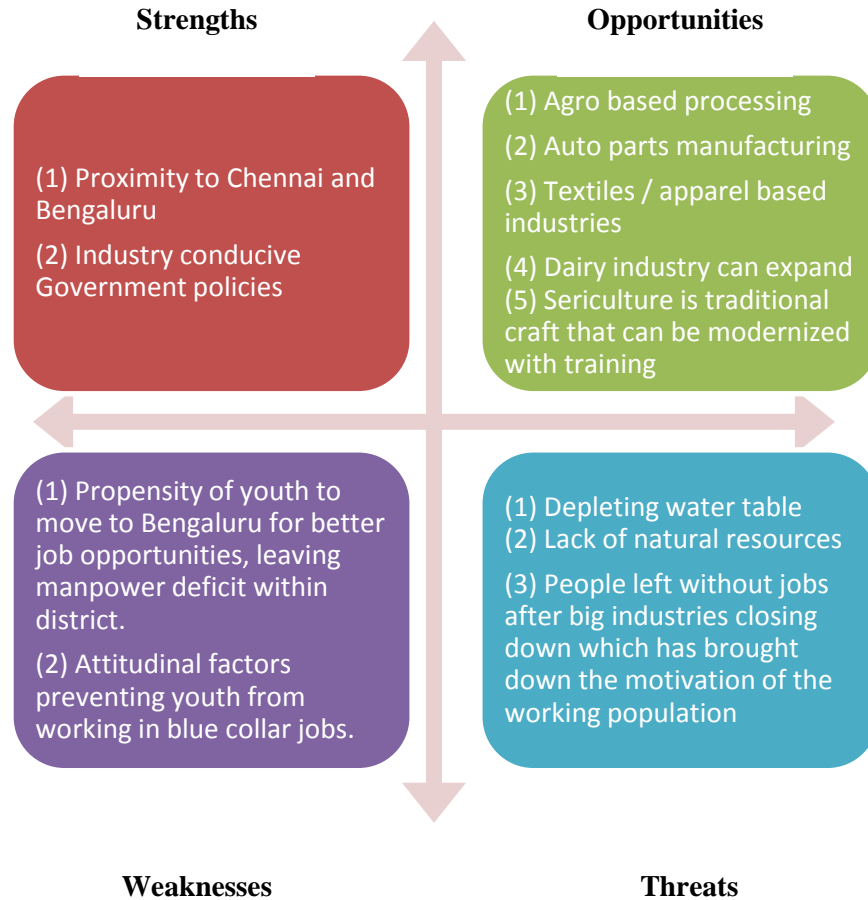 Strengths
(1) Proximity to Chennai and
Bengaluru
(2) Industry conducive
Government policies
Opportunities
(1) Agro based processing
(2) Auto parts manufacturing
(3) Textiles / apparel based
industries
(4) Dairy industry can expand
(5) Sericulture is traditional
craft that can be modernized
with training
(1) Propensity of youth to
move to Bengaluru for better
job opportunities, leaving
manpower deficit within
district.
(2) Attitudinal factors
preventing youth from
working in blue collar jobs.
Weaknesses
(1) Depleting water table
(2) Lack of natural resources
(3) People left without jobs
after big industries closing
down which has brought
down the motivation of the
working population
Threats